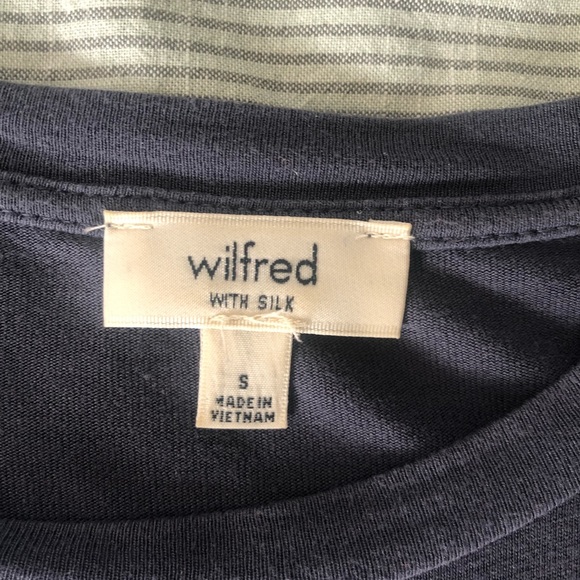 wilfred
WITH SILK
S
MADE IN
VIETNAM